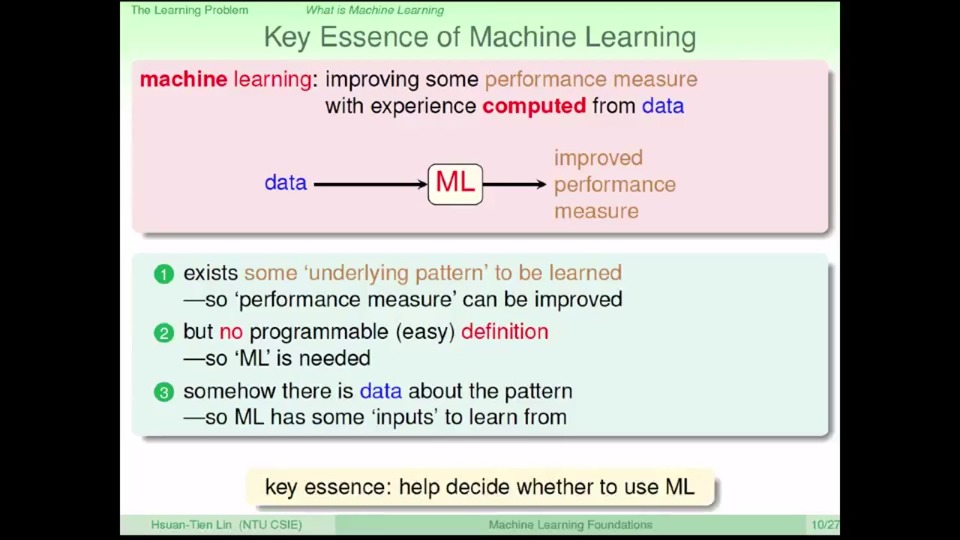 The Learning Problem What is Machine Learning
Key Essence of Machine Learning
machine learning: improving some performance measure
with experience computed from data
data ML improved
performance
measure
1 exists some ‘underlying pattern’ to be learned
—so ‘performance measure’ can be improved
2 but no programmable (easy) definition
—so ‘ML’ is needed
3 somehow there is data about the pattern
—so ML has some ‘inputs’ to learn from
key essence: help decide whether to use ML
Hsuan-Tien Lin (NTU CSIE) Machine Learning Foundations 10/27